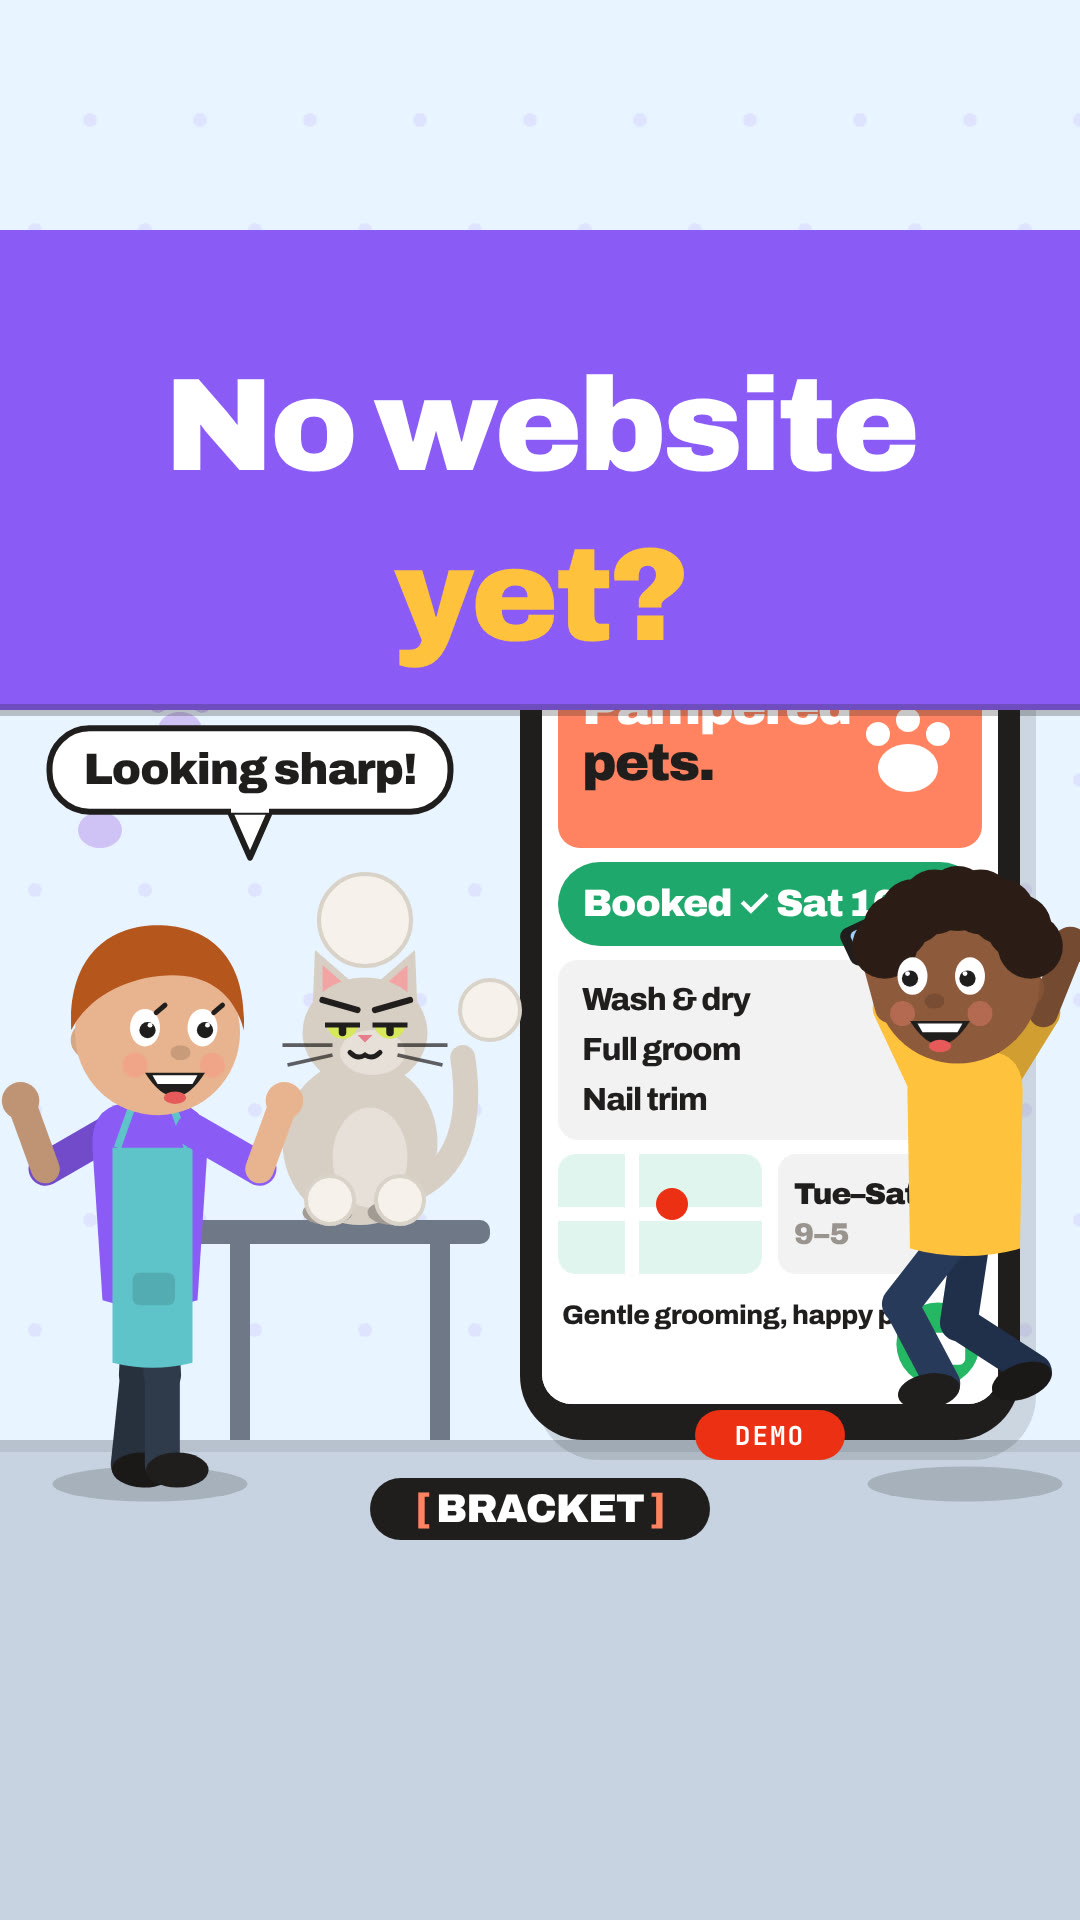 No website
yet?
Pampered
pets.
Looking sharp!
Booked ✓ Sat
Wash & dry
Full groom
Nail trim
Tue–Sat
9–5
Gentle grooming, happy
DEMO
[ BRACKET ]